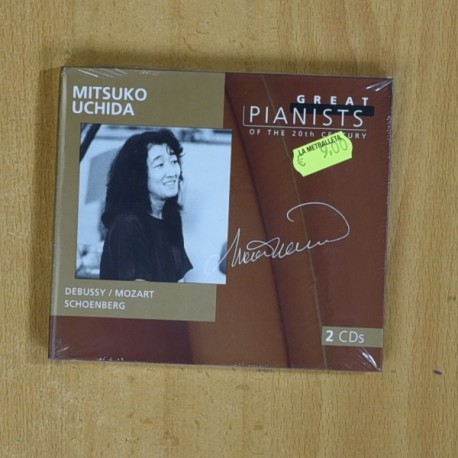 MITSUKO
UCHIDA
GREAT
PIANISTS
OF THE 20th CENTURY
LA METRALLETA
€ 9,00
DEBUSSY / MOZART
SCHOENBERG
2 CDs